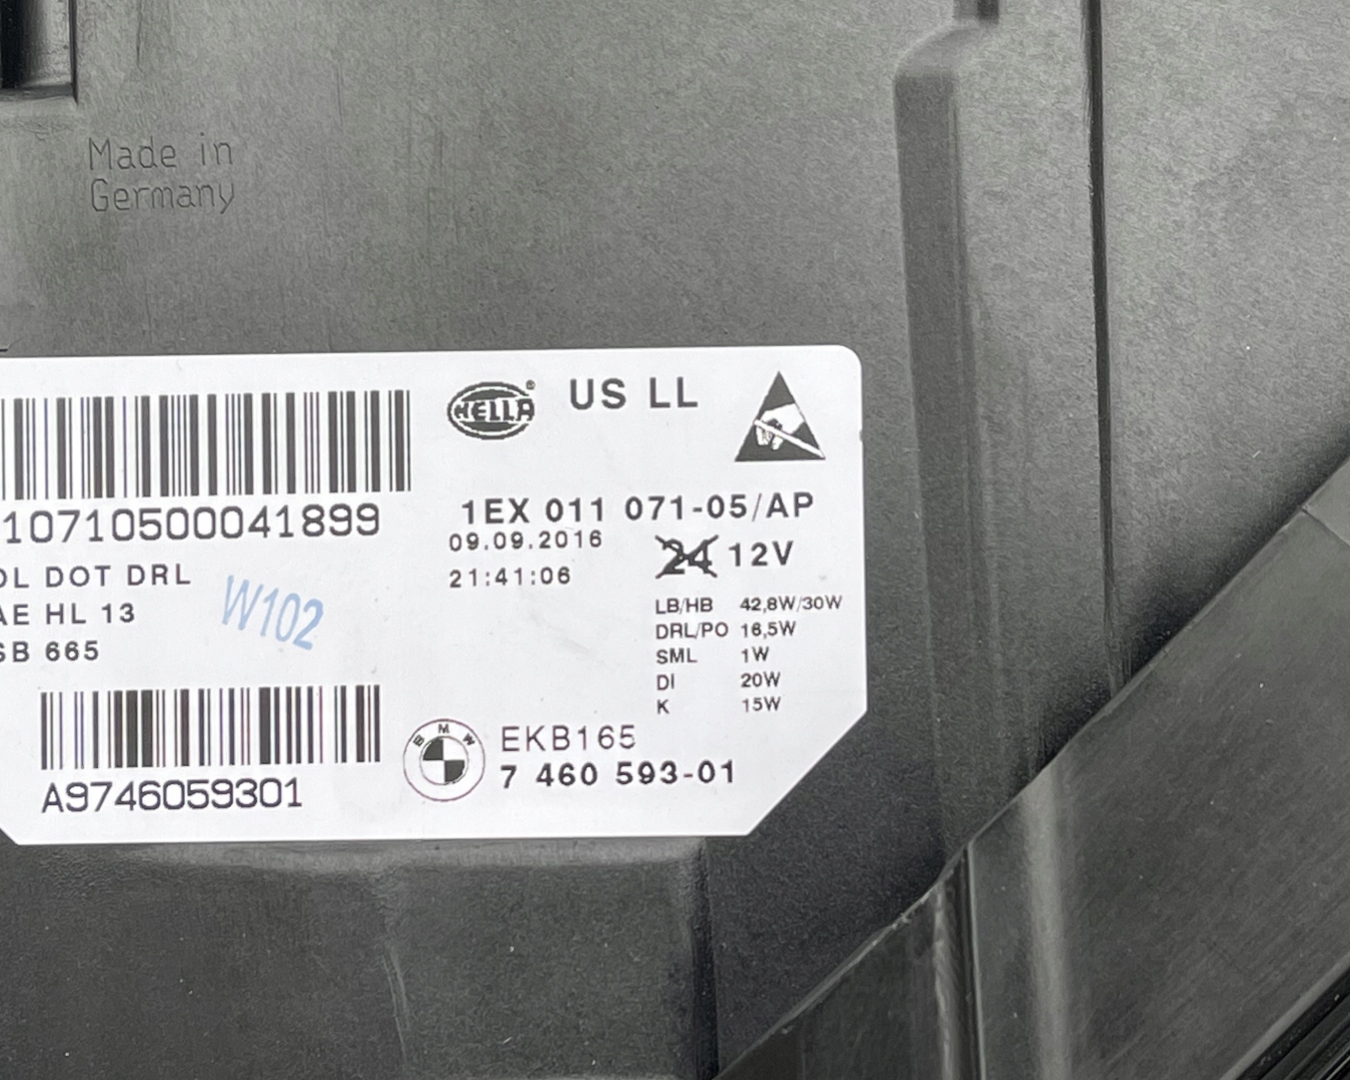 Made in
Germany
HELLA ® US LL
10710500041899
1EX 011 071-05/AP
09.09.2016
24 12V
21:41:06
OL DOT DRL
AE HL 13
SB 665
W102
LB/HB 42,8W/30W
DRL/PO 16,5W
SML 1W
DI 20W
K 15W
BMW
EKB165
7 460 593-01
A9746059301